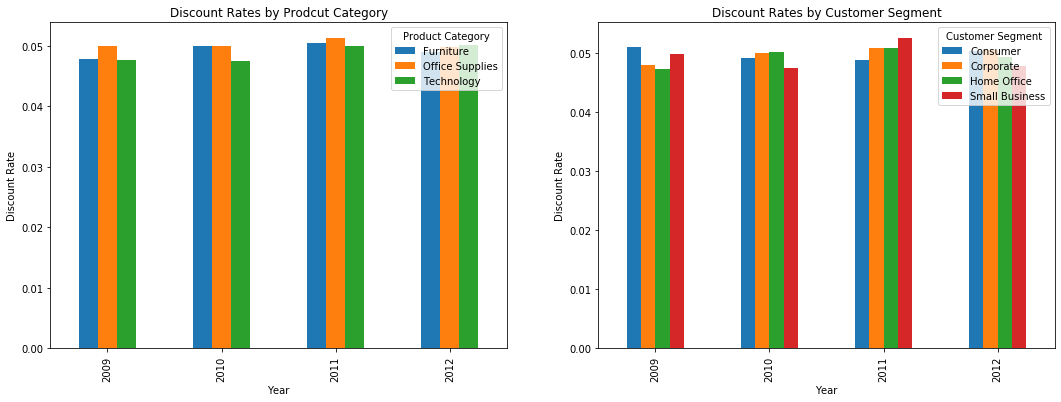 Discount Rates by Prodcut Category
Product Category
Furniture
Office Supplies
Technology
0.05
0.04
0.03
0.02
0.01
0.00
Discount Rate
2009
2010
2011
2012
Year
Discount Rates by Customer Segment
Customer Segment
Consumer
Corporate
Home Office
Small Business
0.05
0.04
0.03
0.02
0.01
0.00
Discount Rate
2009
2010
2011
2012
Year